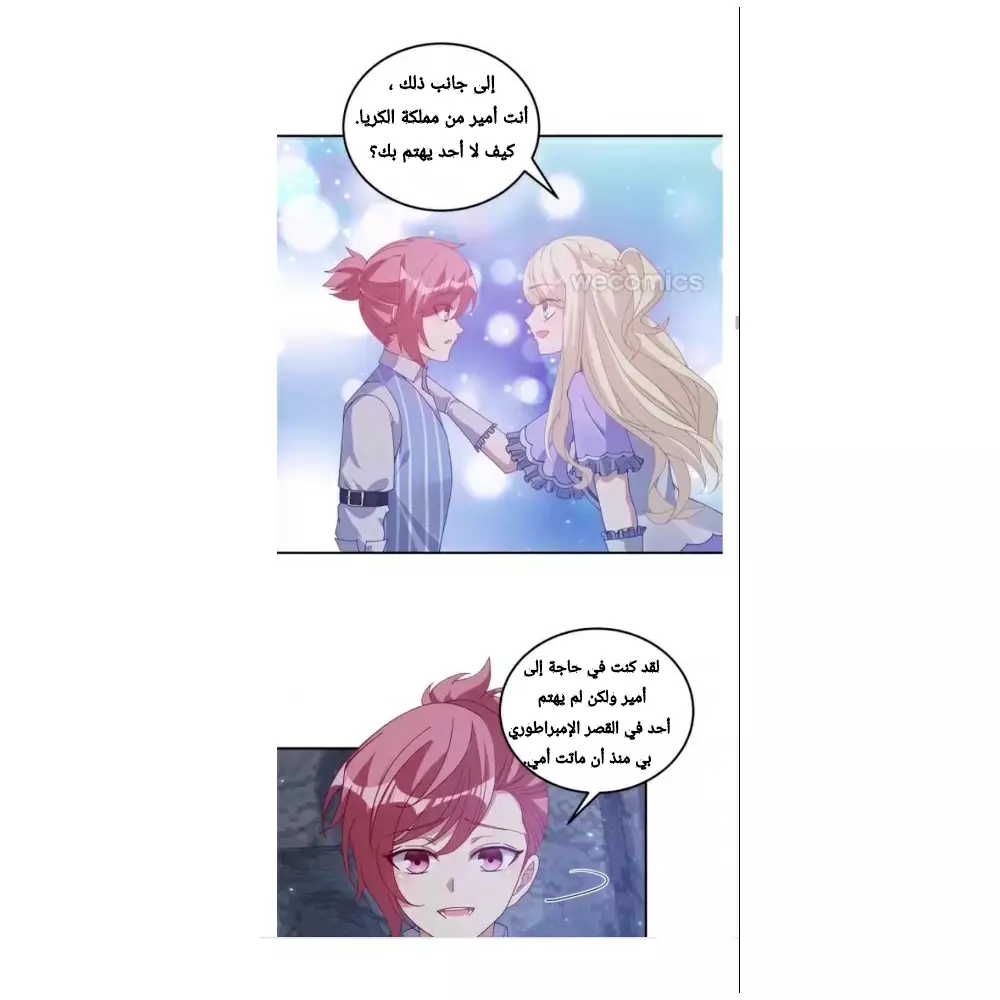 إلى جانب ذلك ،
أنت أمير من مملكة الكريا.
كيف لا أحد يهتم بك؟
wecomics
لقد كنت في حاجة إلى
أمير ولكن لم يهتم
أحد في القصر الإمبراطوري
بي منذ أن ماتت أمي.